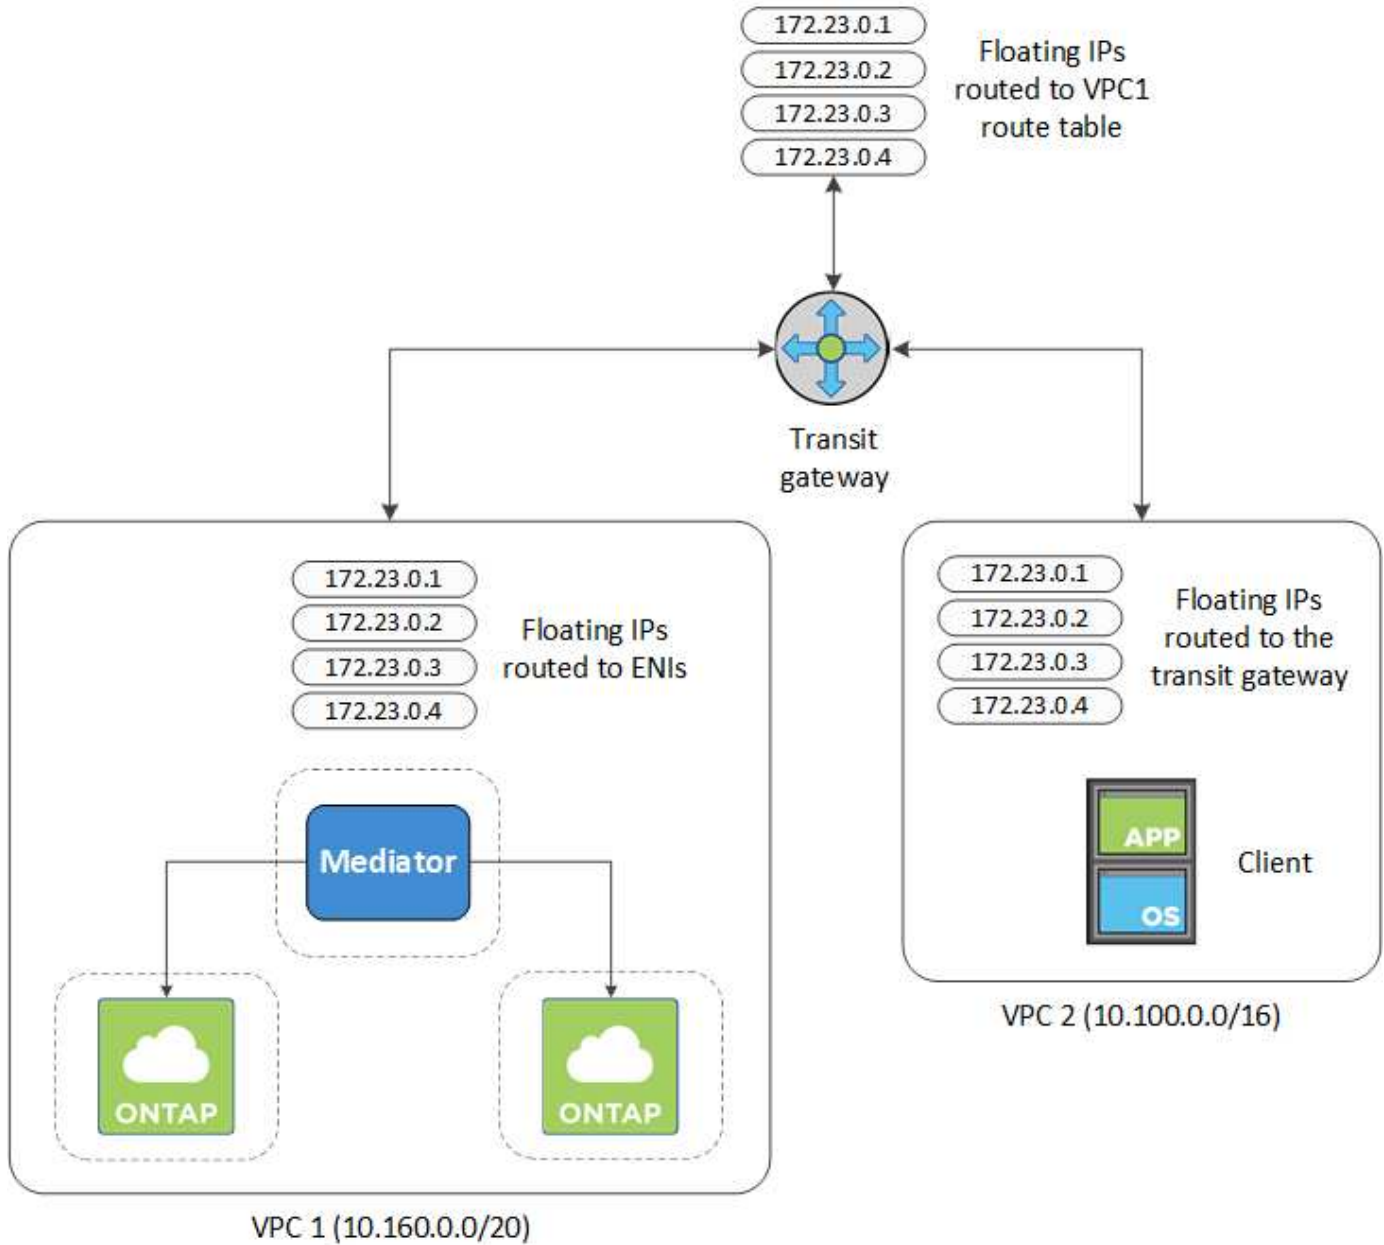 172.23.0.1
172.23.0.2
172.23.0.3
172.23.0.4
Floating IPs
routed to VPC1
route table
Transit
gateway
172.23.0.1
172.23.0.2
172.23.0.3
172.23.0.4
Floating IPs
routed to ENIs
Mediator
ONTAP
ONTAP
VPC 1 (10.160.0.0/20)
172.23.0.1
172.23.0.2
172.23.0.3
172.23.0.4
Floating IPs
routed to the
transit gateway
APP
OS
Client
VPC 2 (10.100.0.0/16)